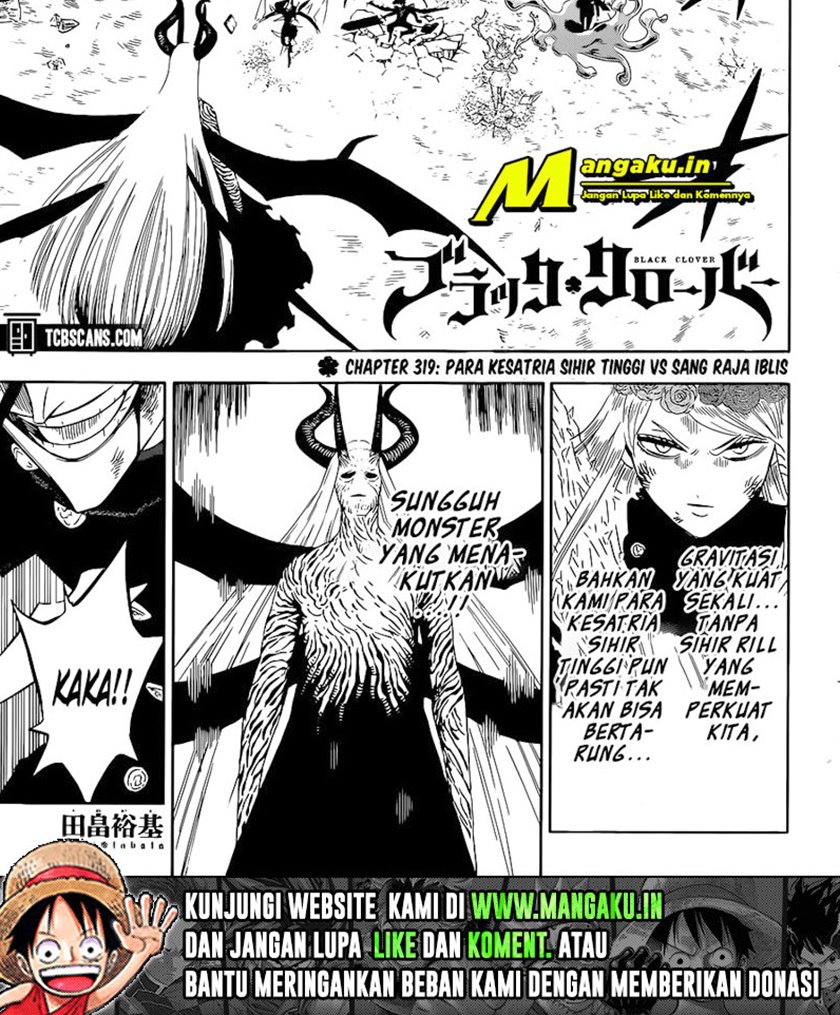 Mangaku.in
Jangan Lupa Like dan Komennya
BLACK CLOVER
ブラッククローバー
TCBSCANS.COM
CHAPTER 319: PARA KESATRIA SIHIR TINGGI VS SANG RAJA IBLIS
GRAVITASI
YANG KUAT
SEKALI...
TANPA
SIHIR RILL
YANG
MEM-
PERKUAT
KITA,
BAHKAN
KAMI PARA
KESATRIA
SIHIR
TINGGI PUN
PASTI TAK
AKAN BISA
BERTA-
RUNG...
SUNGGUH
MONSTER
YANG MENA-
KUTKAN
...!!
KAKA!!
田畠裕基
KUNJUNGI WEBSITE KAMI DI WWW.MANGAKU.IN
DAN JANGAN LUPA LIKE DAN KOMENT. ATAU
BANTU MERINGANKAN BEBAN KAMI DENGAN MEMBERIKAN DONASI